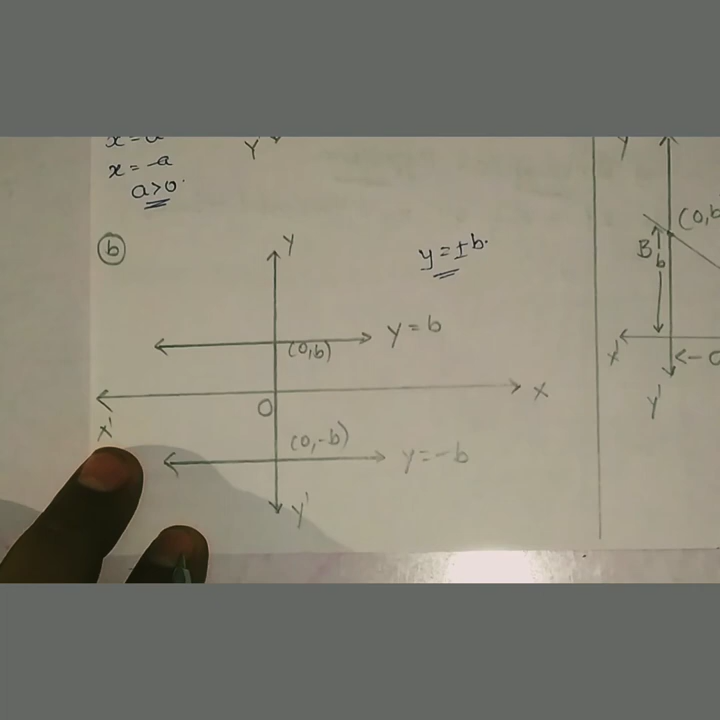 x = -a
a>0.
Y'
(b)
Y
y = ±b.
y = b
(0,b)
X
X'
O
(0,-b)
y = -b
Y'
Y
(0,b
B
b
X'
Y'